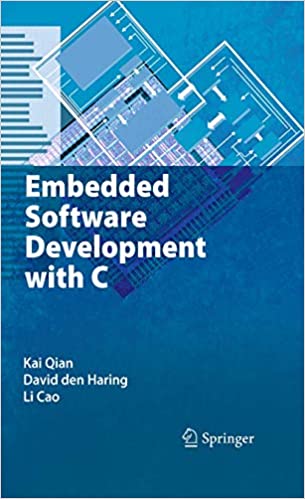 Embedded
Software
Development
with C
Kai Qian
David den Haring
Li Cao
Springer